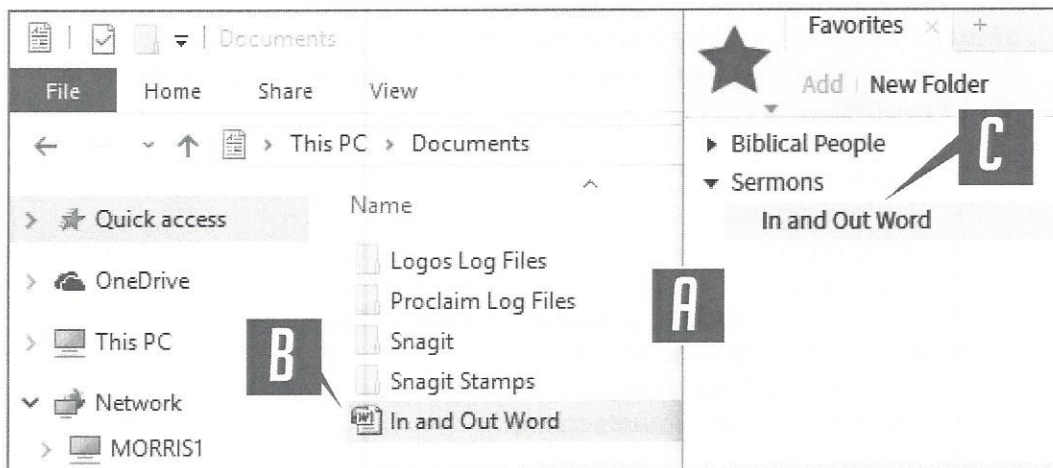 Documents
File Home Share View
This PC > Documents
Quick access
OneDrive
This PC
Network
MORRIS1
Name
Logos Log Files
Proclaim Log Files
Snagit
Snagit Stamps
In and Out Word
B
A
Favorites × +
Add New Folder
Biblical People
Sermons
In and Out Word
C